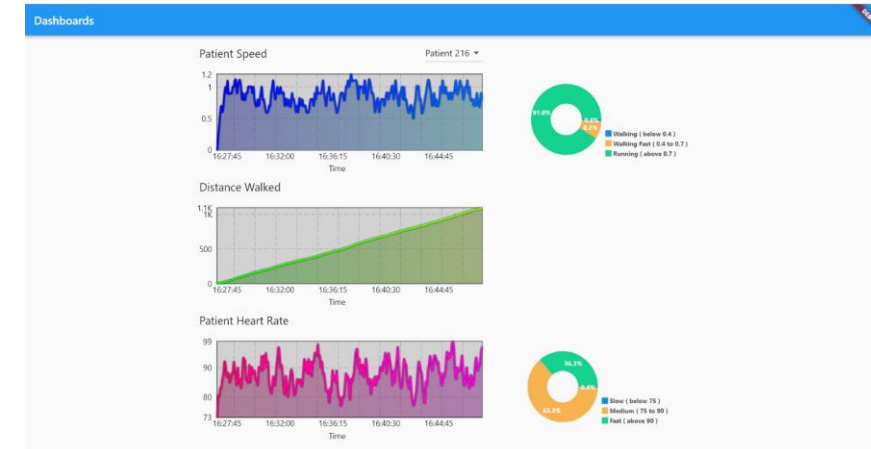 Dashboards
Patient Speed
Patient 216
1.2
1
0.5
0
16:27:45 16:32:00 16:36:15 16:40:30 16:44:45
Time
91.0%
Walking ( below 0.4 )
Walking Fast ( 0.4 to 0.7 )
Running ( above 0.7 )
Distance Walked
1.1K
1K
500
0
16:27:45 16:32:00 16:36:15 16:40:30 16:44:45
Time
Patient Heart Rate
99
90
80
73
16:27:45 16:32:00 16:36:15 16:40:30 16:44:45
Time
36.3%
Slow ( below 75 )
Medium ( 75 to 90 )
Fast ( above 90 )